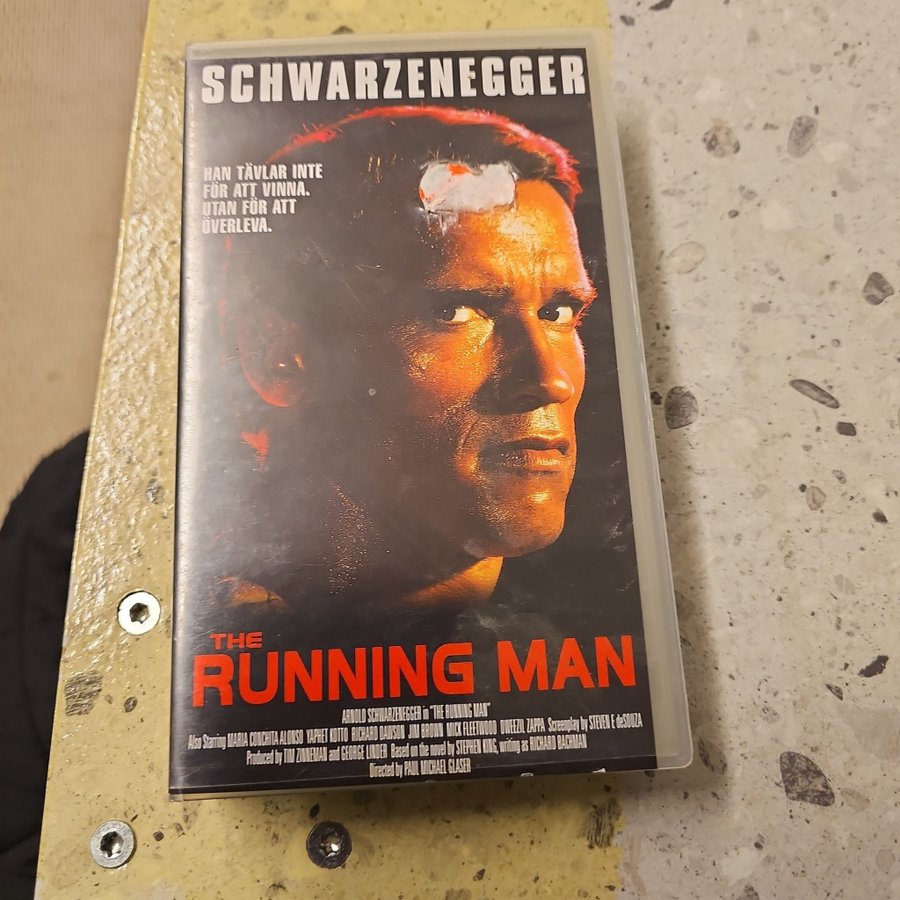 SCHWARZENEGGER
HAN TÄVLAR INTE
FÖR ATT VINNA.
UTAN FÖR ATT
ÖVERLEVA.
THE
RUNNING MAN
ARNOLD SCHWARZENEGGER in "THE RUNNING MAN"
Also Starring MARIA CONCHITA ALONSO YAPHET KOTTO RICHARD DAWSON JIM BROWN MICK FLEETWOOD DWEEZIL ZAPPA Screenplay by STEVEN E deSOUZA
Produced by TIM ZINNEMAN and GEORGE LINDER Based on the novel by STEPHEN KING, writing as RICHARD BACHMAN
Directed by PAUL MICHAEL GLASER